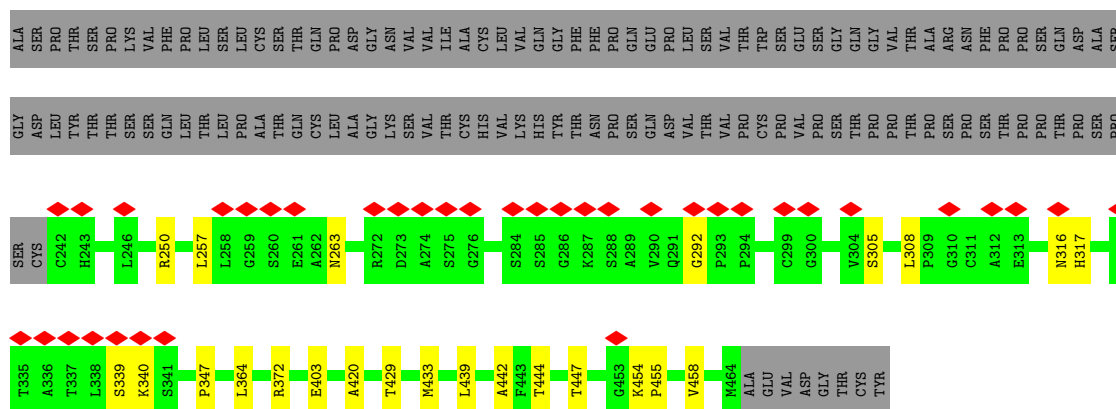 ALA SER PRO THR SER PRO LYS VAL PHE PRO LEU SER LEU CYS SER THR GLN PRO ASP GLY ASN VAL VAL ILE ALA CYS LEU VAL GLN GLY PHE PHE PRO GLN GLU PRO LEU SER VAL THR TRP SER GLU SER GLY GLN GLY VAL THR ALA ARG ASN PHE PRO PRO SER GLN ASP ALA SER
GLY ASP LEU TYR THR THR SER SER GLN LEU THR LEU PRO ALA THR GLN CYS LEU ALA GLY LYS SER VAL THR CYS HIS VAL LYS HIS TYR THR ASN PRO SER GLN ASP VAL THR VAL PRO CYS PRO VAL PRO SER THR PRO PRO THR PRO SER PRO SER THR PRO PRO THR PRO SER PRO
SER CYS C242 H243 L246 R250 L257 L258 G259 S260 E261 A262 N263 R272 D273 A274 S275 G276 S284 S285 G286 K287 S288 A289 V290 Q291 G292 P293 P294 C299 G300 V304 S305 L308 P309 G310 C311 A312 E313 N316 H317
T335 A336 T337 L338 S339 K340 S341 P347 L364 R372 E403 A420 T429 M433 L439 A442 F443 T444 T447 G453 K454 P455 V458 M464 ALA GLU VAL ASP GLY THR CYS TYR